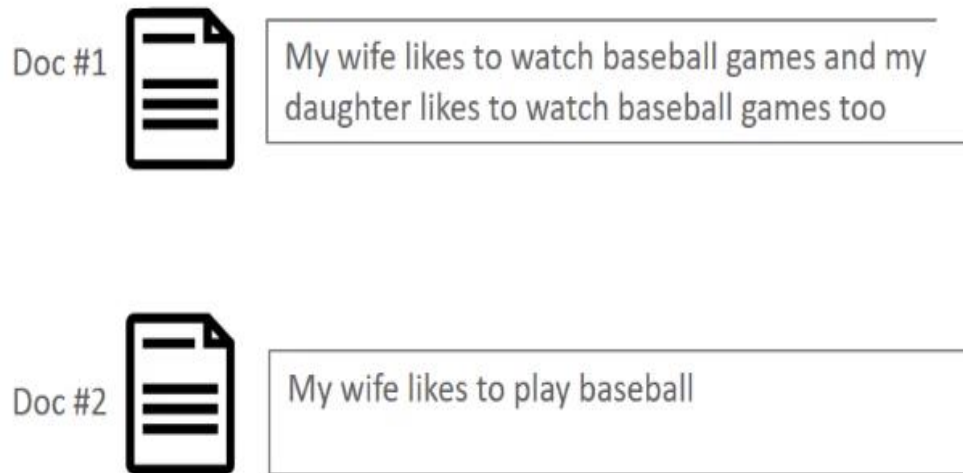 Doc #1
My wife likes to watch baseball games and my
daughter likes to watch baseball games too
Doc #2
My wife likes to play baseball